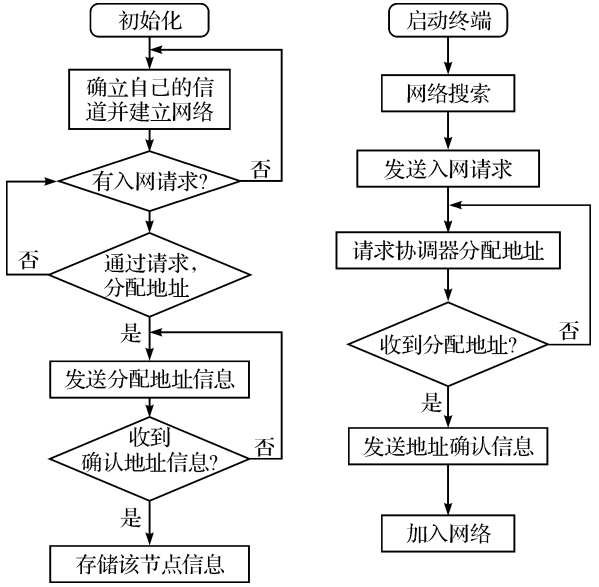 初始化
确立自己的信
道并建立网络
有入网请求?
否
通过请求,
分配地址
否
是
发送分配地址信息
收到
确认地址信息?
否
是
存储该节点信息
启动终端
网络搜索
发送入网请求
请求协调器分配地址
收到分配地址?
否
是
发送地址确认信息
加入网络